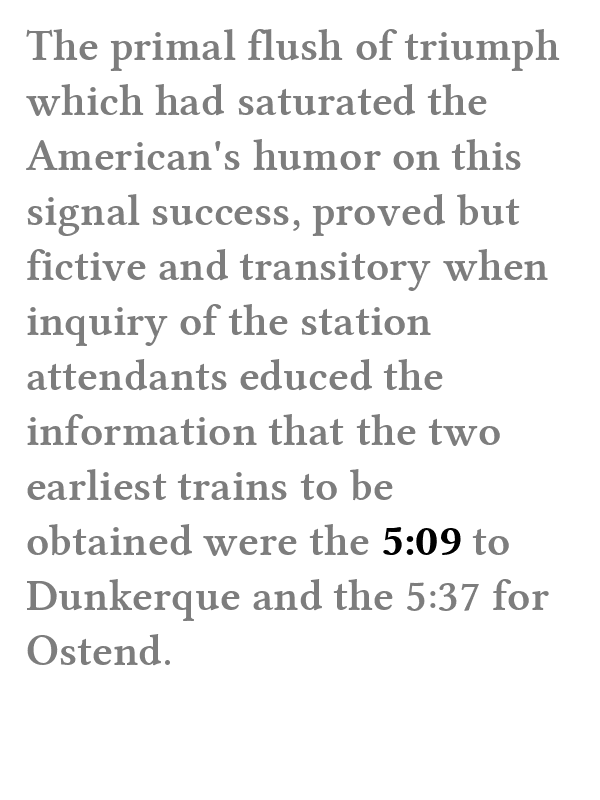 The primal flush of triumph
which had saturated the
American's humor on this
signal success, proved but
fictive and transitory when
inquiry of the station
attendants educed the
information that the two
earliest trains to be
obtained were the 5:09 to
Dunkerque and the 5:37 for
Ostend.